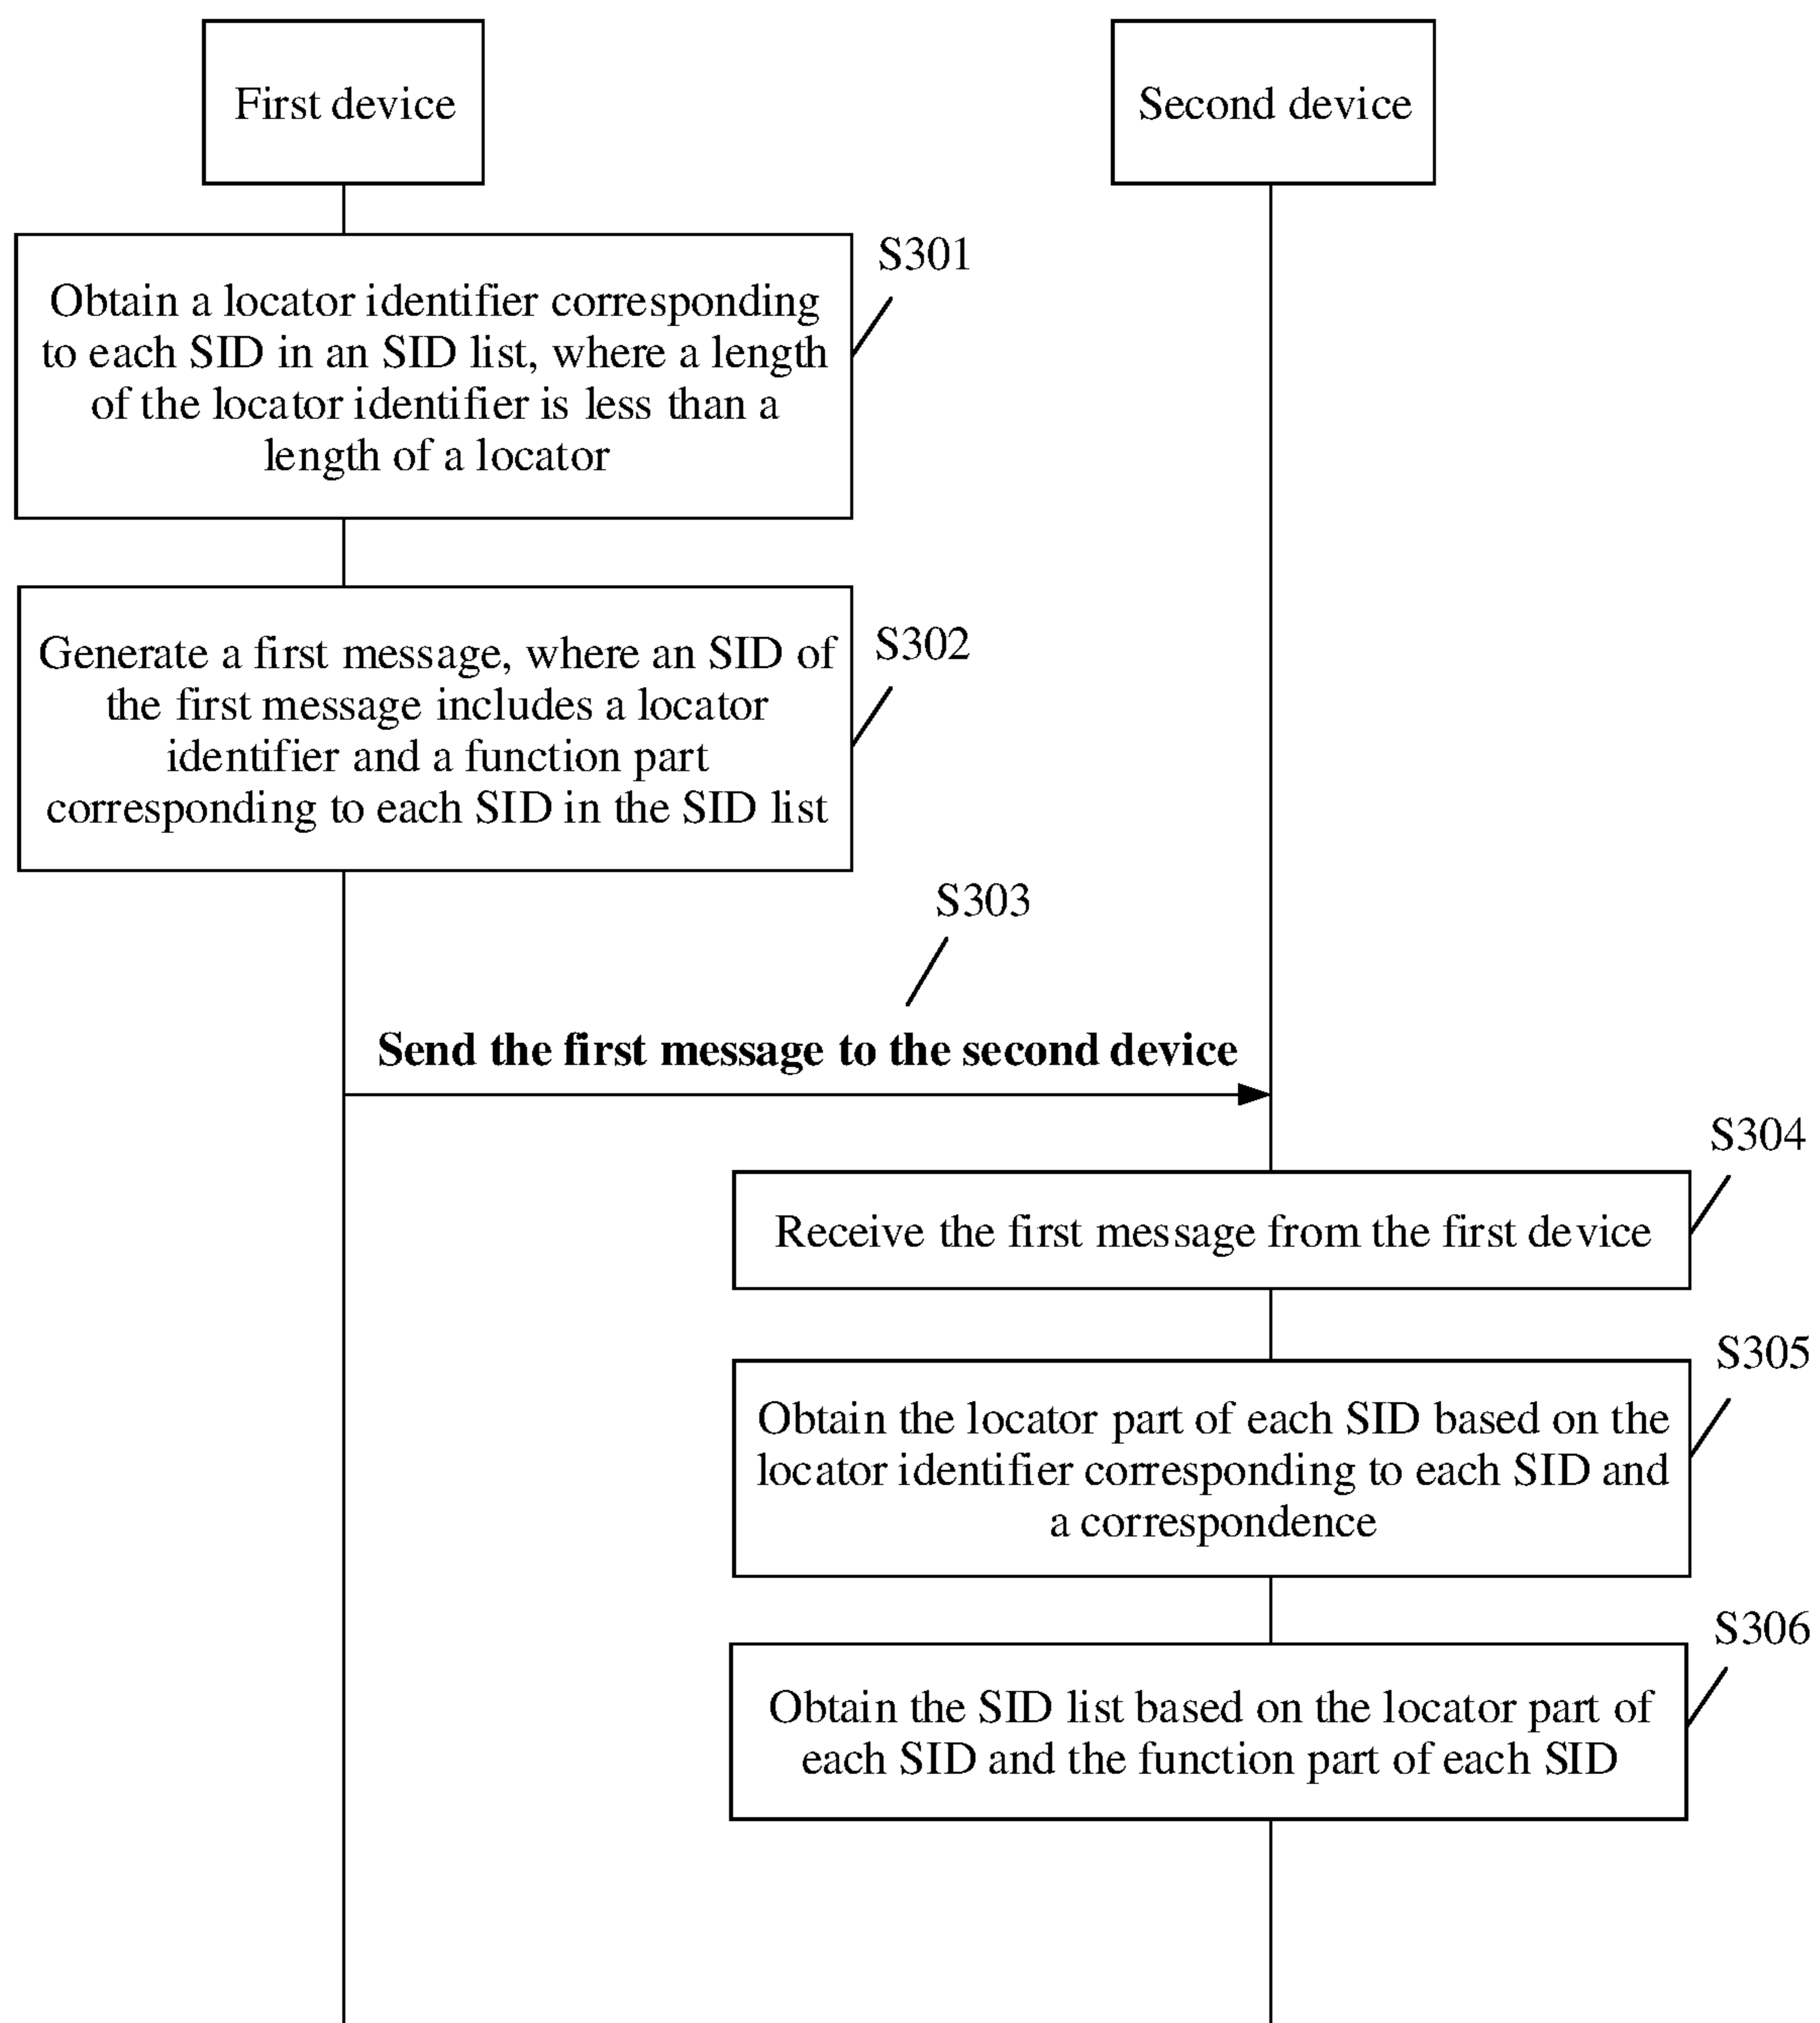 First device
Second device
S301
Obtain a locator identifier corresponding
to each SID in an SID list, where a length
of the locator identifier is less than a
length of a locator
S302
Generate a first message, where an SID of
the first message includes a locator
identifier and a function part
corresponding to each SID in the SID list
S303
Send the first message to the second device
S304
Receive the first message from the first device
S305
Obtain the locator part of each SID based on the
locator identifier corresponding to each SID and
a correspondence
S306
Obtain the SID list based on the locator part of
each SID and the function part of each SID